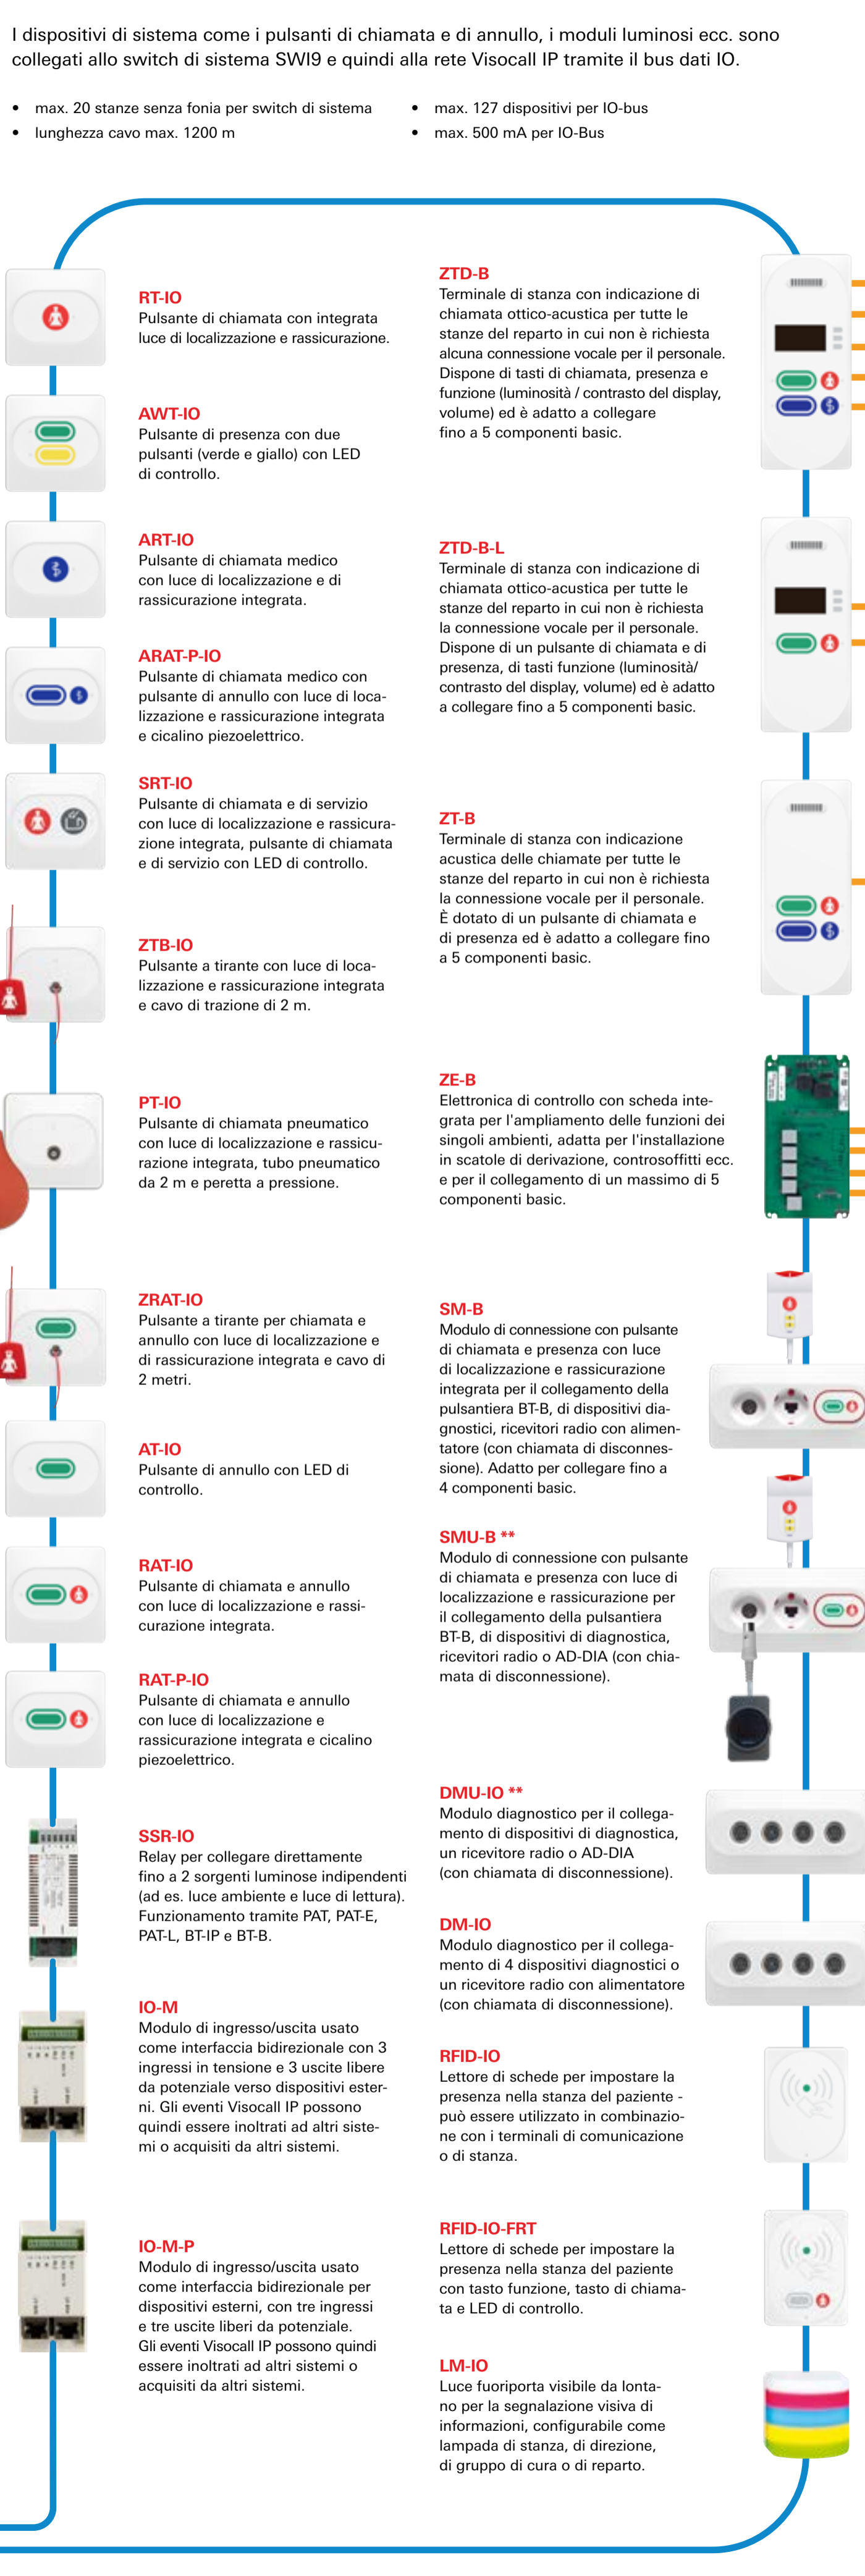 I dispositivi di sistema come i pulsanti di chiamata e di annullo, i moduli luminosi ecc. sono
collegati allo switch di sistema SWI9 e quindi alla rete Visocall IP tramite il bus dati IO.
• max. 20 stanze senza fonia per switch di sistema
• lunghezza cavo max. 1200 m
• max. 127 dispositivi per IO-bus
• max. 500 mA per IO-Bus
RT-IO
Pulsante di chiamata con integrata
luce di localizzazione e rassicurazione.
AWT-IO
Pulsante di presenza con due
pulsanti (verde e giallo) con LED
di controllo.
ART-IO
Pulsante di chiamata medico
con luce di localizzazione e di
rassicurazione integrata.
ARAT-P-IO
Pulsante di chiamata medico con
pulsante di annullo con luce di loca-
lizzazione e rassicurazione integrata
e cicalino piezoelettrico.
SRT-IO
Pulsante di chiamata e di servizio
con luce di localizzazione e rassicura-
zione integrata, pulsante di chiamata
e di servizio con LED di controllo.
ZTB-IO
Pulsante a tirante con luce di loca-
lizzazione e rassicurazione integrata
e cavo di trazione di 2 m.
PT-IO
Pulsante di chiamata pneumatico
con luce di localizzazione e rassicu-
razione integrata, tubo pneumatico
da 2 m e peretta a pressione.
ZRAT-IO
Pulsante a tirante per chiamata e
annullo con luce di localizzazione e
di rassicurazione integrata e cavo di
2 metri.
AT-IO
Pulsante di annullo con LED di
controllo.
RAT-IO
Pulsante di chiamata e annullo
con luce di localizzazione e rassi-
curazione integrata.
RAT-P-IO
Pulsante di chiamata e annullo
con luce di localizzazione e
rassicurazione integrata e cicalino
piezoelettrico.
SSR-IO
Relay per collegare direttamente
fino a 2 sorgenti luminose indipendenti
(ad es. luce ambiente e luce di lettura).
Funzionamento tramite PAT, PAT-E,
PAT-L, BT-IP e BT-B.
IO-M
Modulo di ingresso/uscita usato
come interfaccia bidirezionale con 3
ingressi in tensione e 3 uscite libere
da potenziale verso dispositivi ester-
ni. Gli eventi Visocall IP possono
quindi essere inoltrati ad altri siste-
mi o acquisiti da altri sistemi.
IO-M-P
Modulo di ingresso/uscita usato
come interfaccia bidirezionale per
dispositivi esterni, con tre ingressi
e tre uscite liberi da potenziale.
Gli eventi Visocall IP possono quindi
essere inoltrati ad altri sistemi o
acquisiti da altri sistemi.
ZTD-B
Terminale di stanza con indicazione di
chiamata ottico-acustica per tutte le
stanze del reparto in cui non è richiesta
alcuna connessione vocale per il personale.
Dispone di tasti di chiamata, presenza e
funzione (luminosità / contrasto del display,
volume) ed è adatto a collegare
fino a 5 componenti basic.
ZTD-B-L
Terminale di stanza con indicazione di
chiamata ottico-acustica per tutte le
stanze del reparto in cui non è richiesta
la connessione vocale per il personale.
Dispone di un pulsante di chiamata e di
presenza, di tasti funzione (luminosità/
contrasto del display, volume) ed è adatto
a collegare fino a 5 componenti basic.
ZT-B
Terminale di stanza con indicazione
acustica delle chiamate per tutte le
stanze del reparto in cui non è richiesta
la connessione vocale per il personale.
È dotato di un pulsante di chiamata e
di presenza ed è adatto a collegare fino
a 5 componenti basic.
ZE-B
Elettronica di controllo con scheda inte-
grata per l'ampliamento delle funzioni dei
singoli ambienti, adatta per l'installazione
in scatole di derivazione, controsoffitti ecc.
e per il collegamento di un massimo di 5
componenti basic.
SM-B
Modulo di connessione con pulsante
di chiamata e presenza con luce
di localizzazione e rassicurazione
integrata per il collegamento della
pulsantiera BT-B, di dispositivi dia-
gnostici, ricevitori radio con alimen-
tatore (con chiamata di disconnes-
sione). Adatto per collegare fino a
4 componenti basic.
SMU-B **
Modulo di connessione con pulsante
di chiamata e presenza con luce di
localizzazione e rassicurazione per
il collegamento della pulsantiera
BT-B, di dispositivi di diagnostica,
ricevitori radio o AD-DIA (con chia-
mata di disconnessione).
DMU-IO **
Modulo diagnostico per il collega-
mento di dispositivi di diagnostica,
un ricevitore radio o AD-DIA
(con chiamata di disconnessione).
DM-IO
Modulo diagnostico per il collega-
mento di 4 dispositivi diagnostici o
un ricevitore radio con alimentatore
(con chiamata di disconnessione).
RFID-IO
Lettore di schede per impostare la
presenza nella stanza del paziente -
può essere utilizzato in combinazio-
ne con i terminali di comunicazione
o di stanza.
RFID-IO-FRT
Lettore di schede per impostare la
presenza nella stanza del paziente
con tasto funzione, tasto di chiama-
ta e LED di controllo.
LM-IO
Luce fuoriporta visibile da lonta-
no per la segnalazione visiva di
informazioni, configurabile come
lampada di stanza, di direzione,
di gruppo di cura o di reparto.